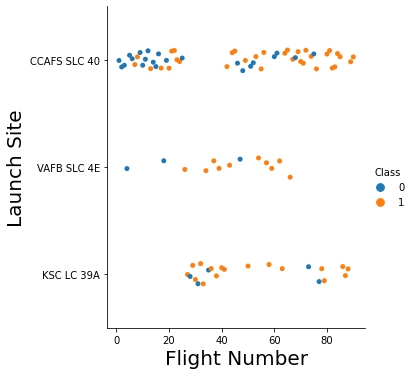 CCAFS SLC 40
VAFB SLC 4E
KSC LC 39A
Launch Site
0 20 40 60 80
Flight Number
Class
0
1